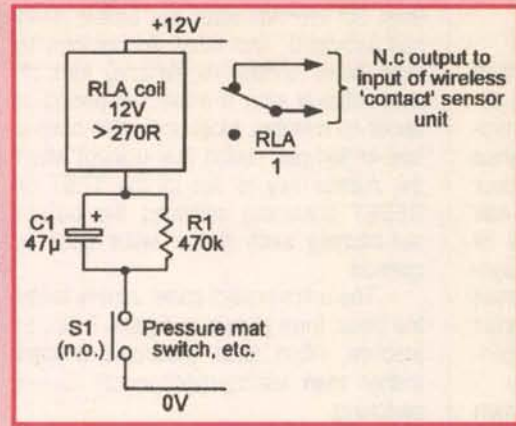 +12V
RLA coil
12V
>270R
N.c output to
input of wireless
'contact' sensor
unit
RLA
1
C1
47µ
+
R1
470k
S1
(n.o.)
Pressure mat
switch, etc.
0V